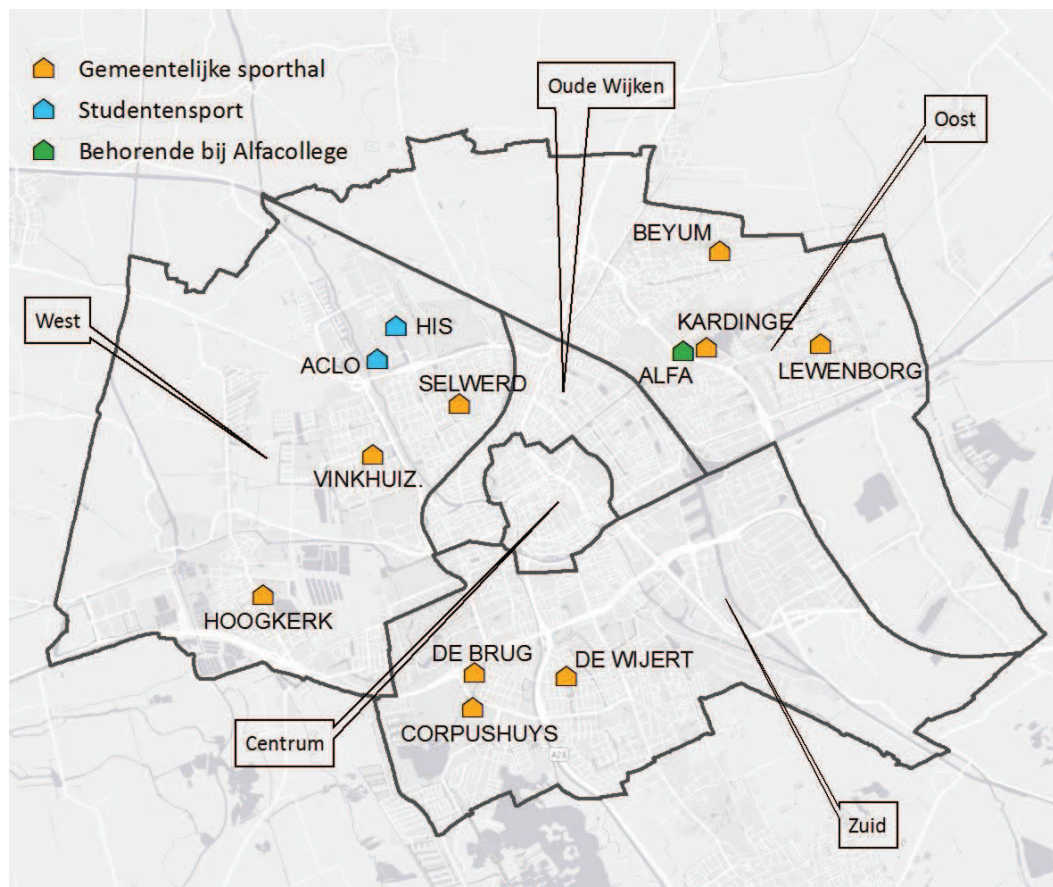 Gemeentelijke sporthal
Studentensport
Behorende bij Alfacollege
Oude Wijken
Oost
BEYUM
West
HIS
KARDINGE
ACLO
ALFA
LEWENBORG
SELWERD
VINKHUIZ.
HOOGKERK
DE BRUG
DE WIJERT
CORPUSHUYS
Centrum
A28
Zuid